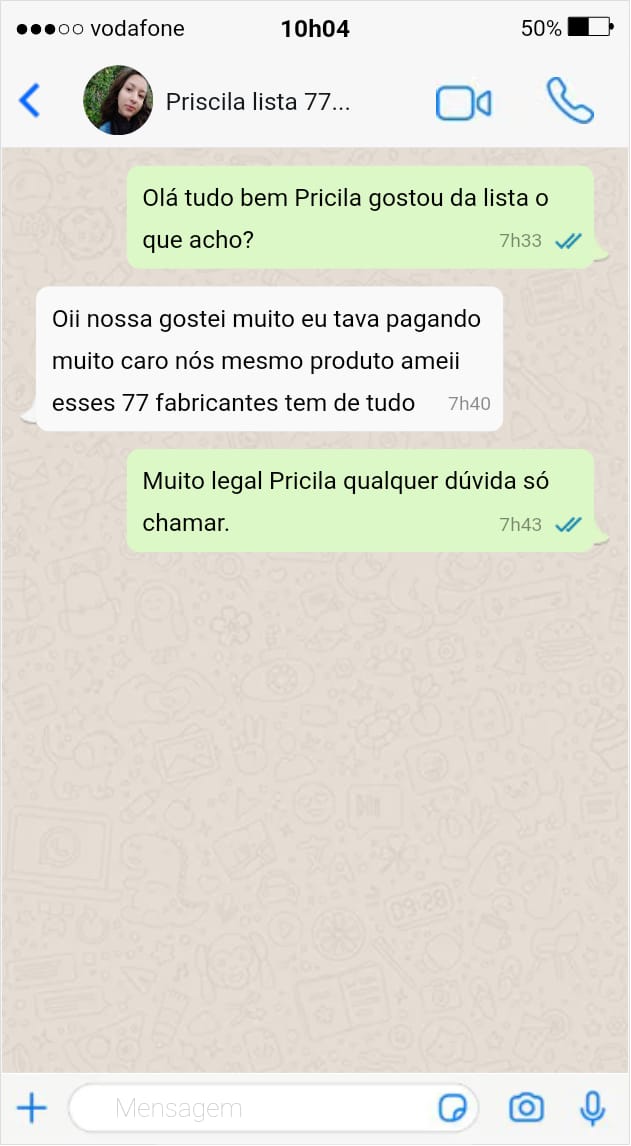 vodafone 10h04 50%
Priscila lista 77...
Olá tudo bem Pricila gostou da lista o
que acho?
7h33
Oii nossa gostei muito eu tava pagando
muito caro nós mesmo produto ameii
esses 77 fabricantes tem de tudo 7h40
Muito legal Pricila qualquer dúvida só
chamar.
7h43
09:28
Mensagem